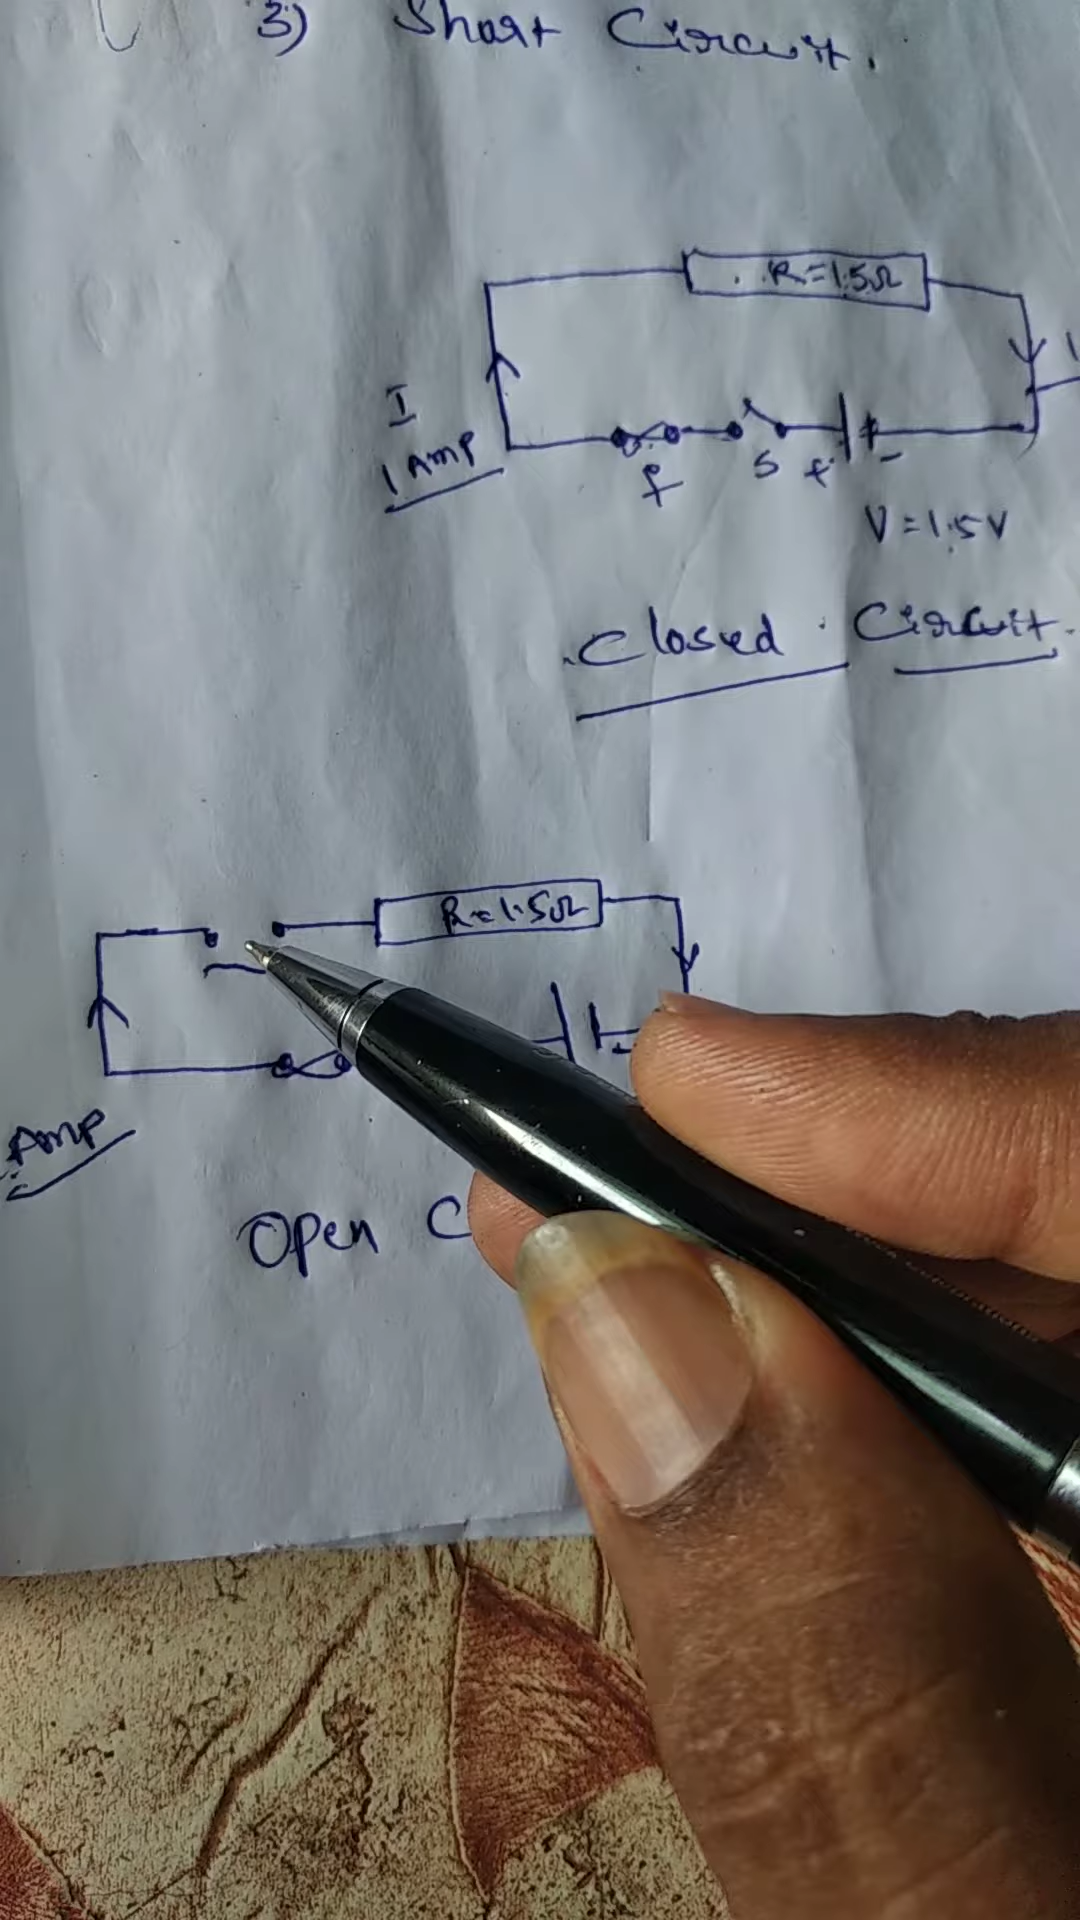 3) Short Circuit.
R=1.5Ω
I
1 Amp
f S + -
V = 1.5V
Closed Circuit.
R=1.5Ω
-
Amp
Open C